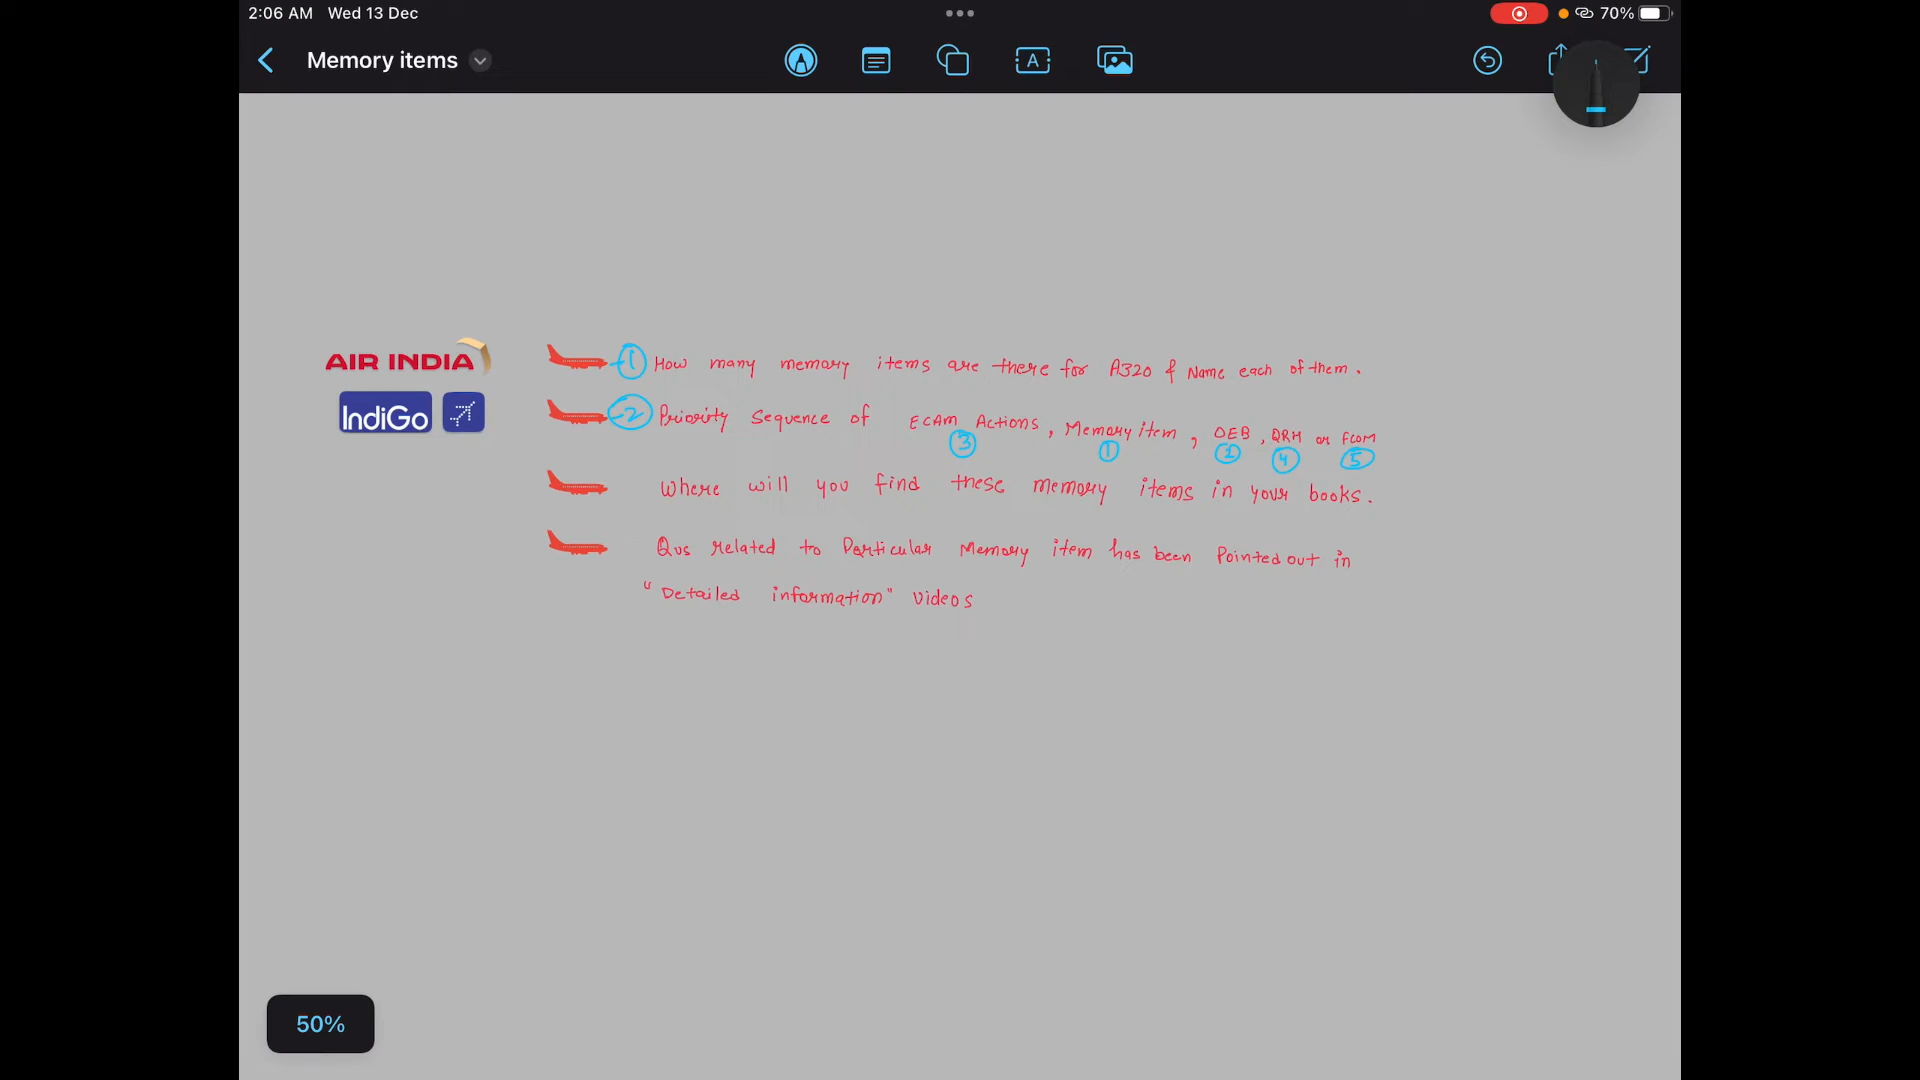 2:06 AM Wed 13 Dec
70%
Memory items
A
AIR INDIA
IndiGo
1 How many memory items are there for A320 & Name each of them.
2 Priority Sequence of ECAM Actions, Memory item, OEB, QRH or FCOM
3 1 2 4 5
Where will you find these memory items in your books.
Qus related to Particular Memory item has been Pointed out in
"Detailed information" videos
50%